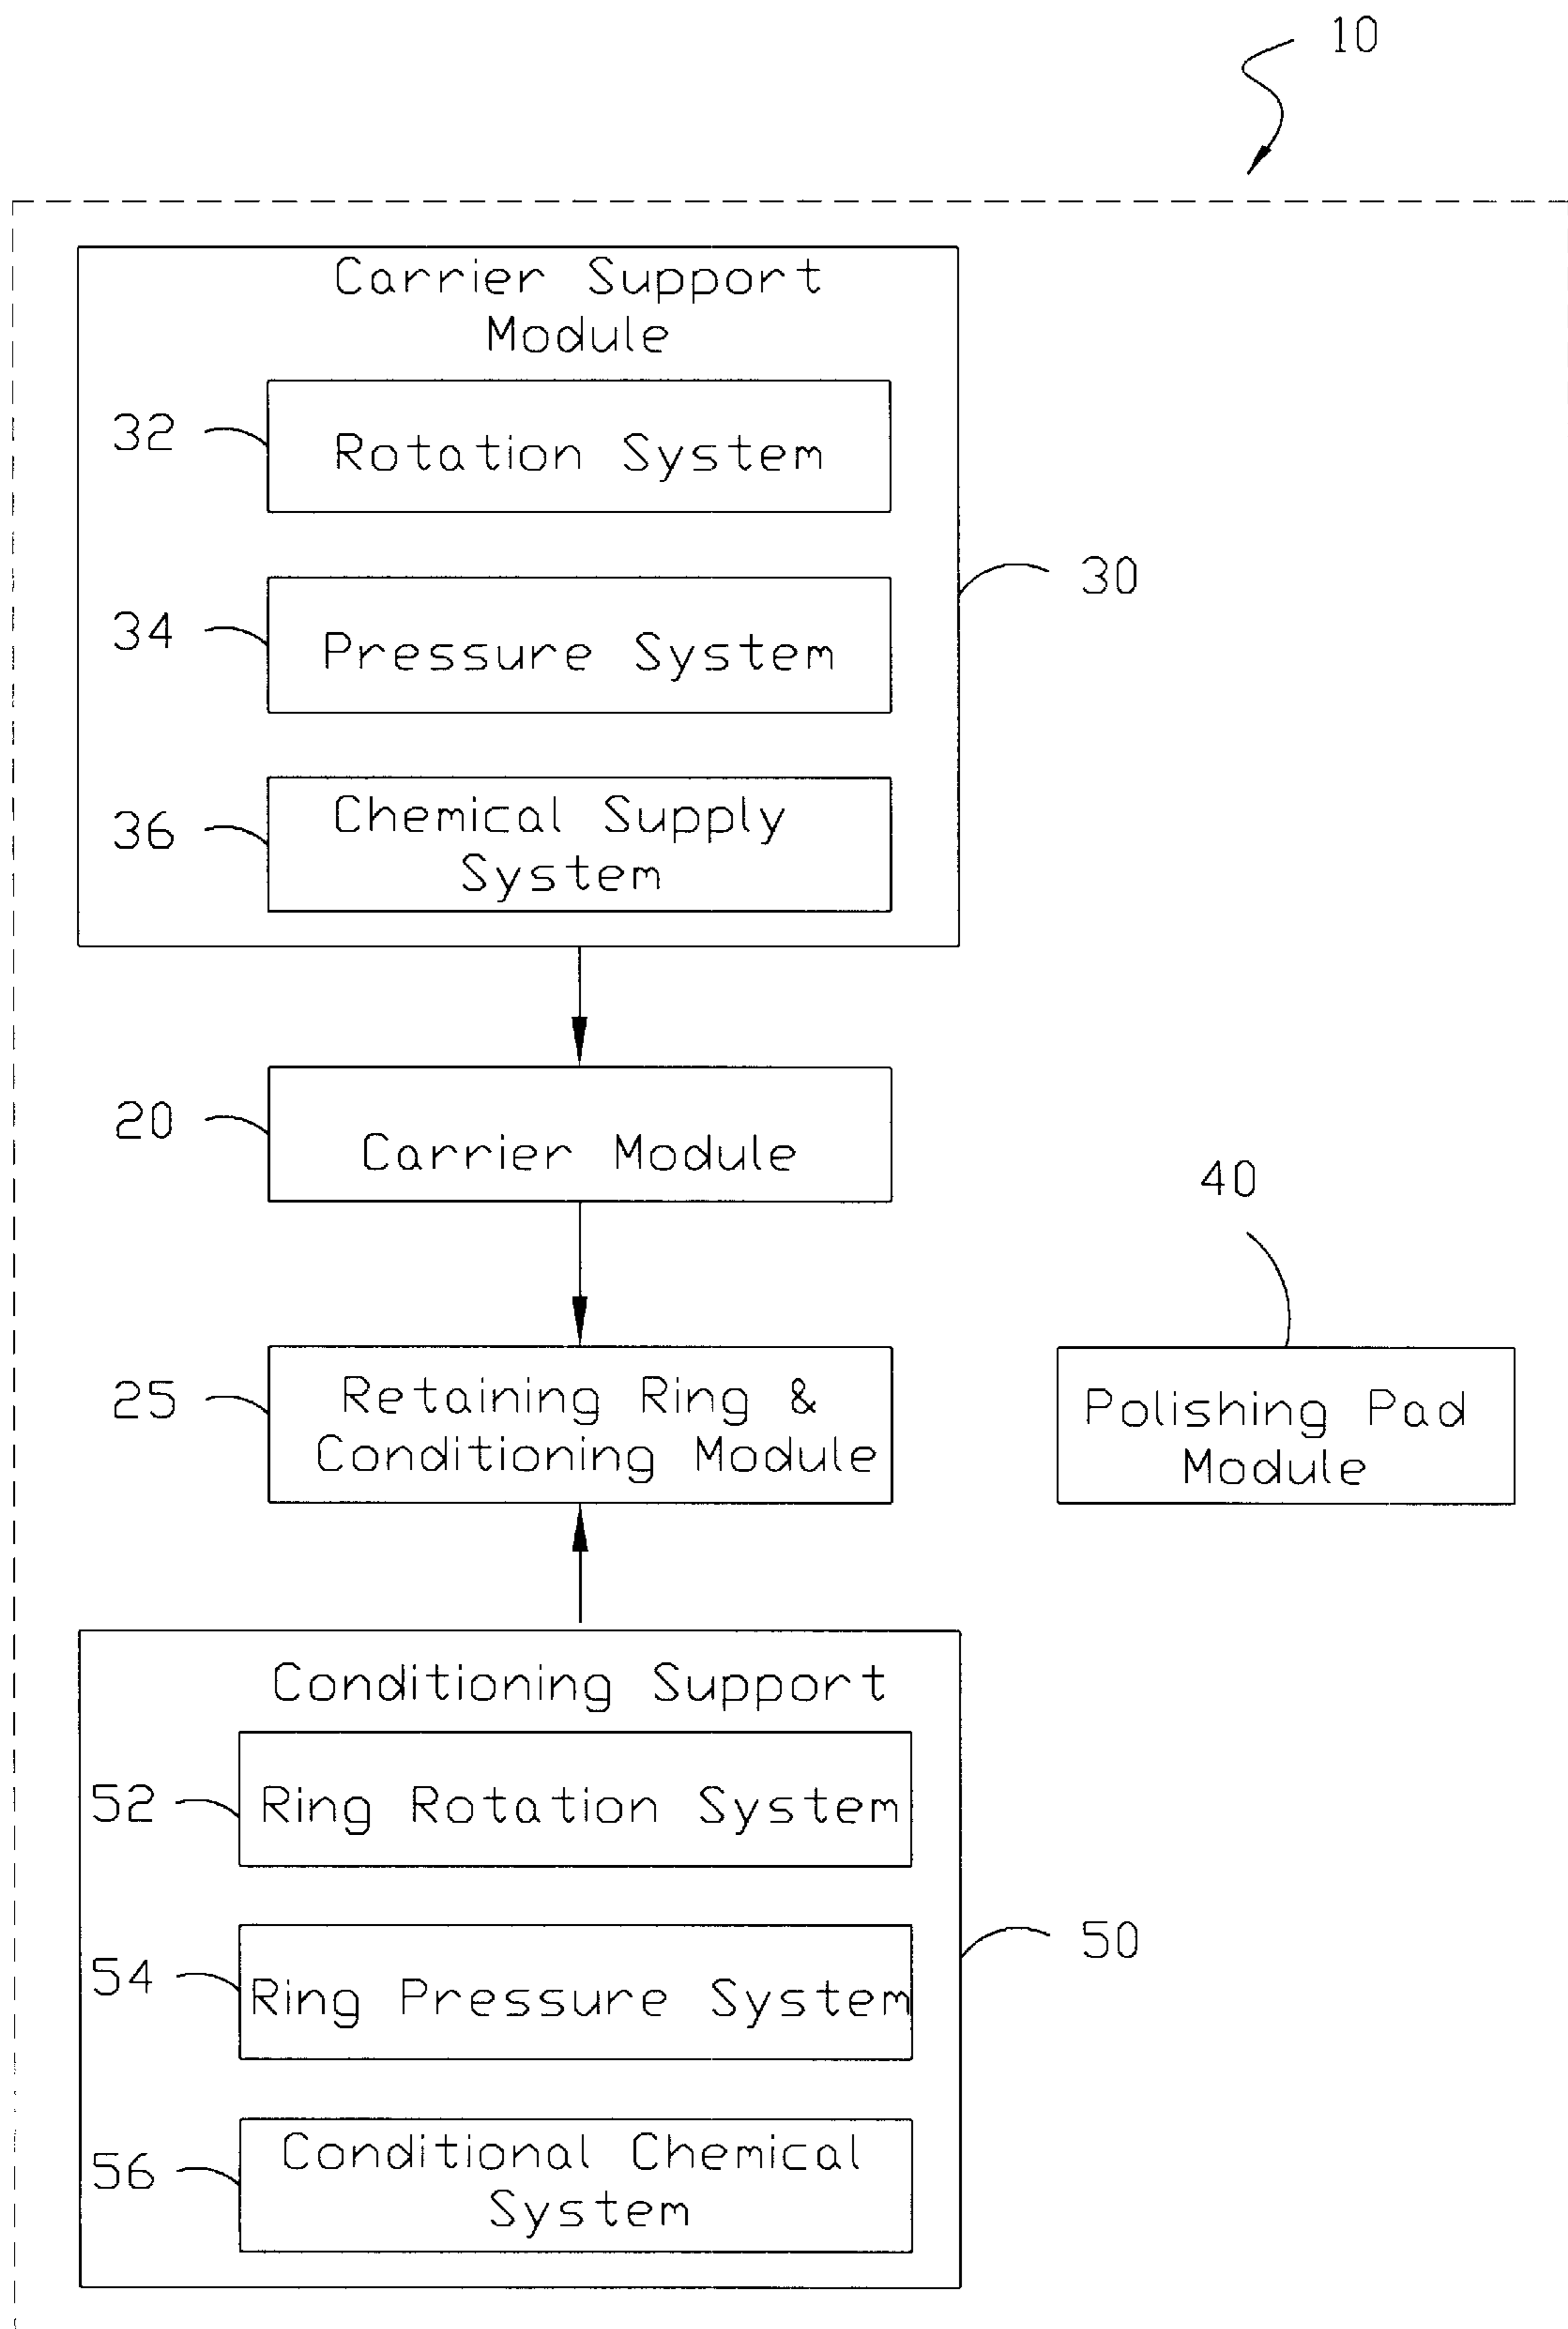 10
Carrier Support
Module
32
Rotation System
30
34
Pressure System
36
Chemical Supply
System
20
Carrier Module
40
25
Retaining Ring &
Conditioning Module
Polishing Pad
Module
Conditioning Support
52
Ring Rotation System
50
54
Ring Pressure System
56
Conditional Chemical
System